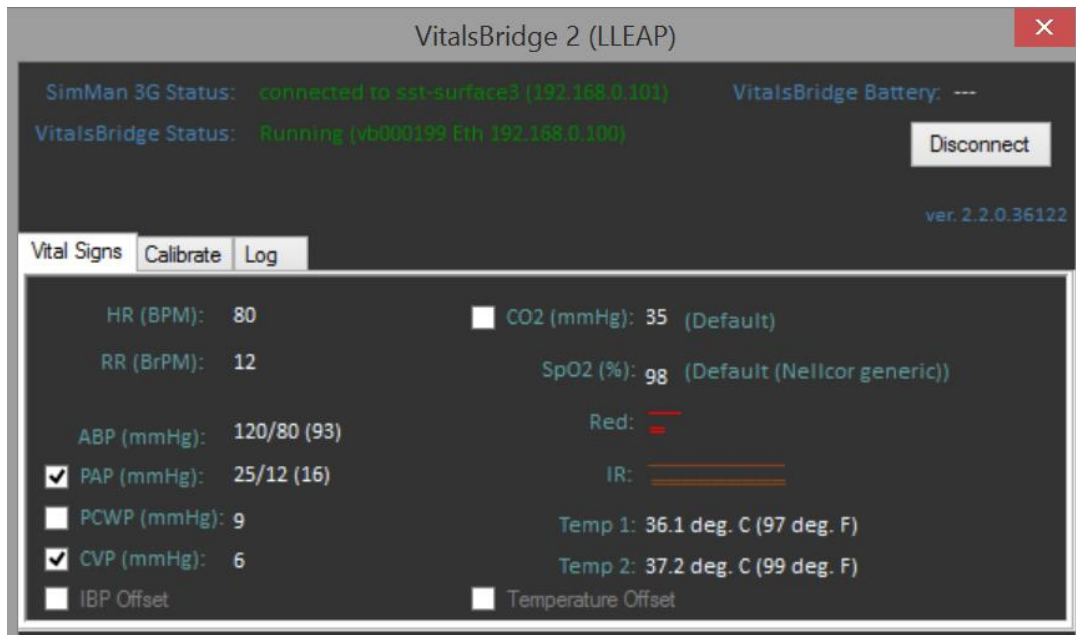 VitalsBridge 2 (LLEAP)
SimMan 3G Status: connected to sst-surface3 (192.168.0.101) VitalsBridge Battery: ---
VitalsBridge Status: Running (vb000199 Eth 192.168.0.100)
Disconnect
ver. 2.2.0.36122
Vital Signs Calibrate Log
HR (BPM): 80 CO2 (mmHg): 35 (Default)
RR (BrPM): 12 SpO2 (%): 98 (Default (Nellcor generic))
Red:
ABP (mmHg): 120/80 (93)
PAP (mmHg): 25/12 (16) IR:
PCWP (mmHg): 9 Temp 1: 36.1 deg. C (97 deg. F)
CVP (mmHg): 6 Temp 2: 37.2 deg. C (99 deg. F)
IBP Offset Temperature Offset